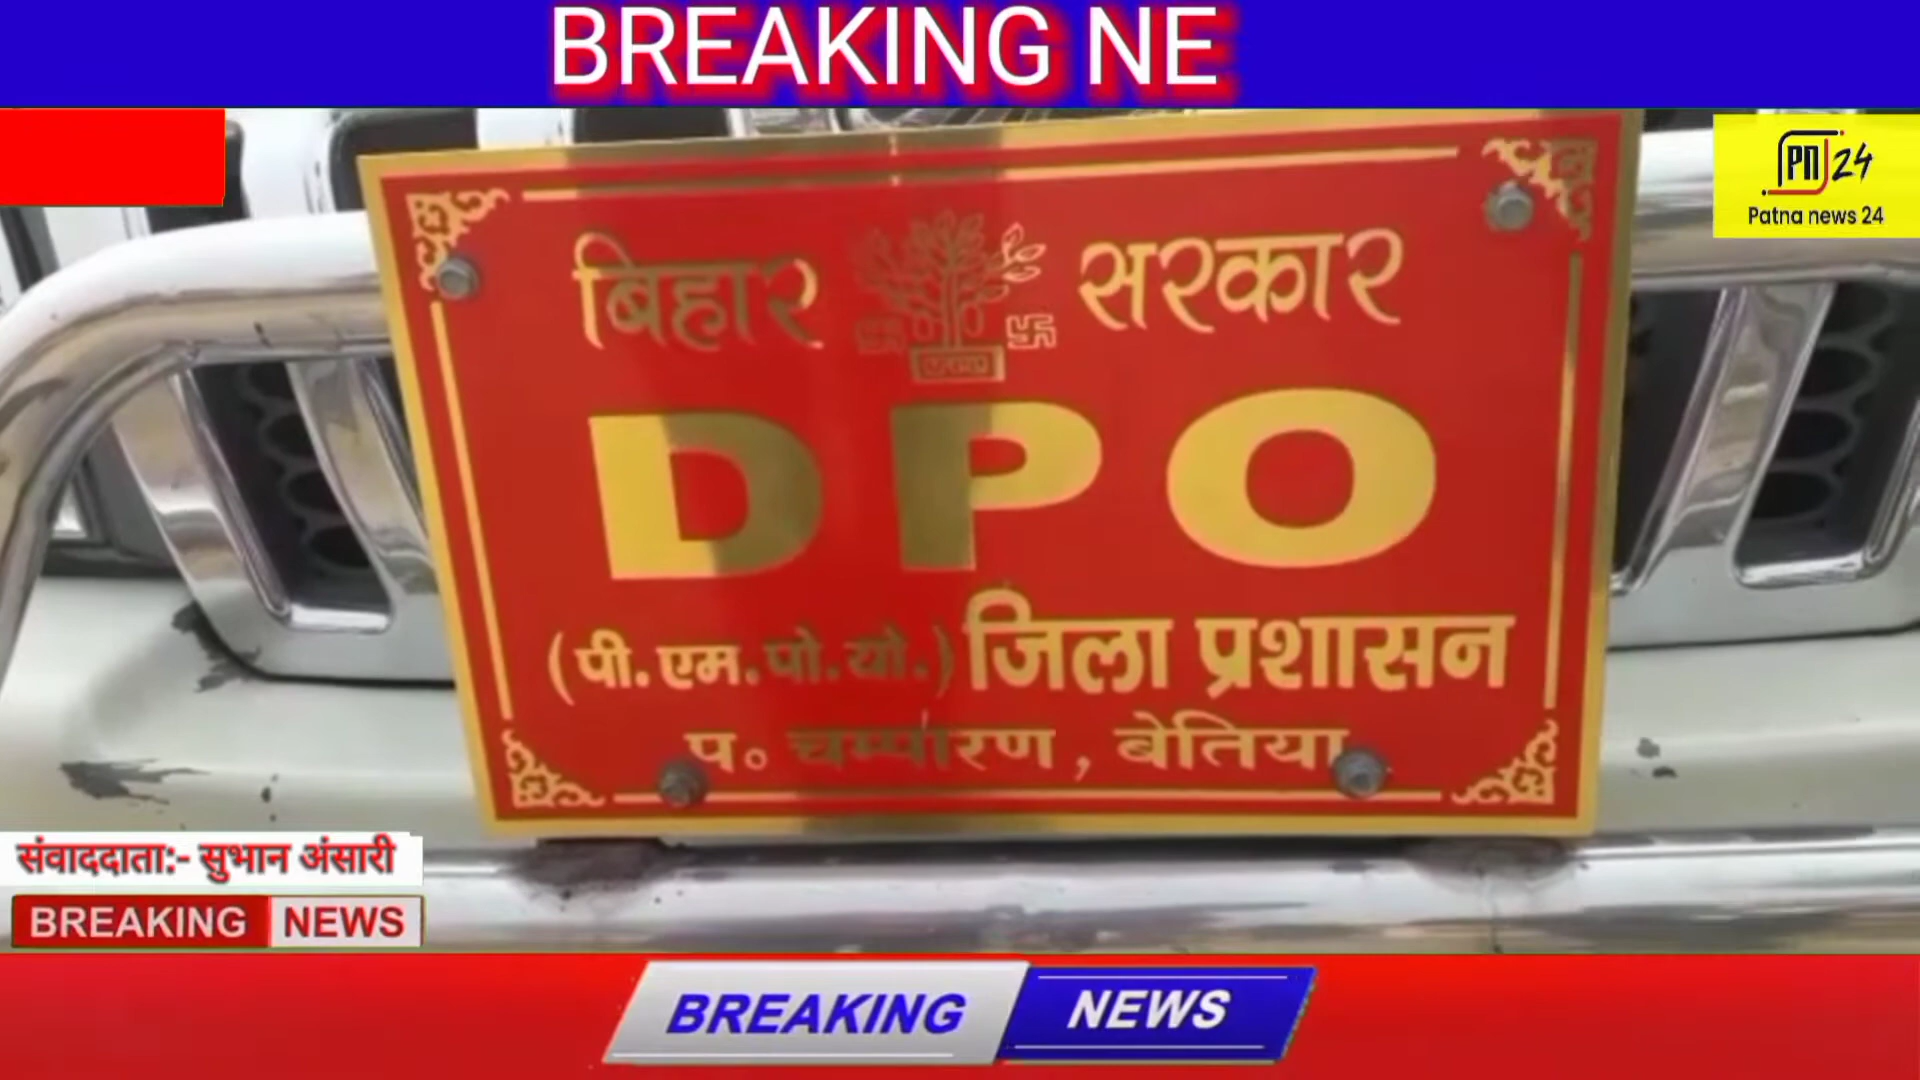 BREAKING NE
PN 24
Patna news 24
बिहार सरकार
DPO
(पी.एम.पो.यो.) जिला प्रशासन
प० चम्पारण, बेतिया
संवाददाता:- सुभान अंसारी
BREAKING NEWS
BREAKING NEWS